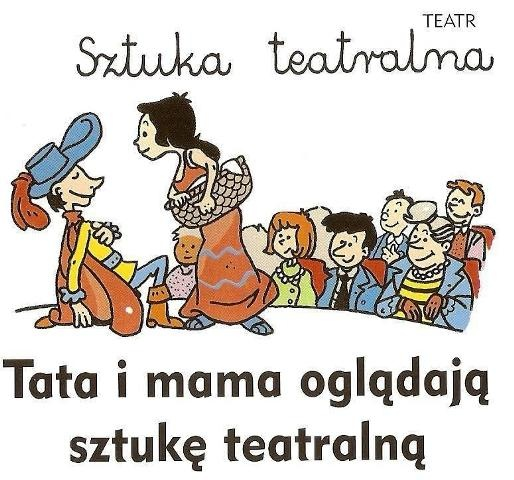 TEATR
Sztuka teatralna
Tata i mama oglądają
sztukę teatralną